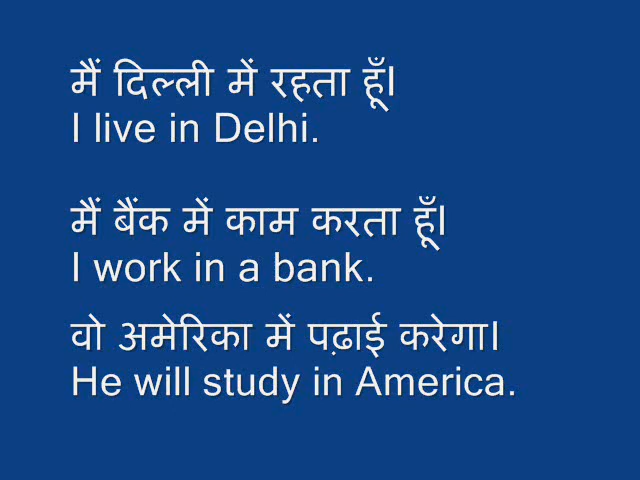 मैं दिल्ली में रहता हूँ।
I live in Delhi.
मैं बैंक में काम करता हूँ।
I work in a bank.
वो अमेरिका में पढ़ाई करेगा।
He will study in America.